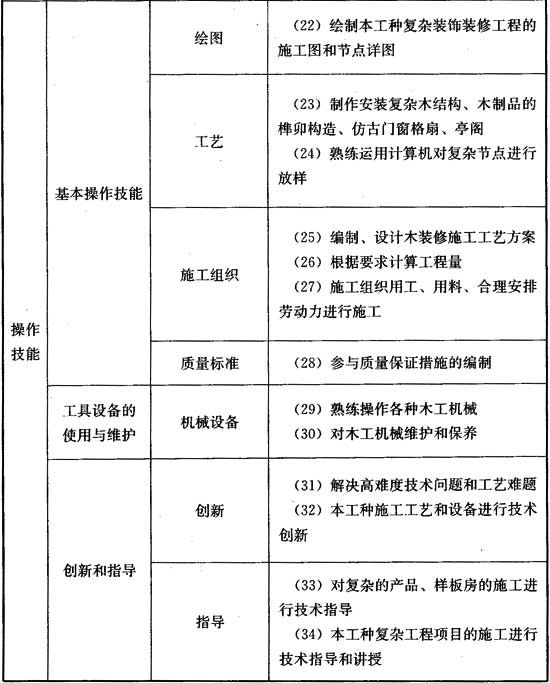 操作
技能
基本操作技能
绘图
（22）绘制本工种复杂装饰装修工程的
施工图和节点详图
工艺
（23）制作安装复杂木结构、木制品的
榫卯构造、仿古门窗格扇、亭阁
（24）熟练运用计算机对复杂节点进行
放样
施工组织
（25）编制、设计木装修施工工艺方案
（26）根据要求计算工程量
（27）施工组织用工、用料、合理安排
劳动力进行施工
质量标准
（28）参与质量保证措施的编制
工具设备的
使用与维护
机械设备
（29）熟练操作各种木工机械
（30）对木工机械维护和保养
创新和指导
创新
（31）解决高难度技术问题和工艺难题
（32）本工种施工工艺和设备进行技术
创新
指导
（33）对复杂的产品、样板房的施工进
行技术指导
（34）本工种复杂工程项目的施工进行
技术指导和讲授